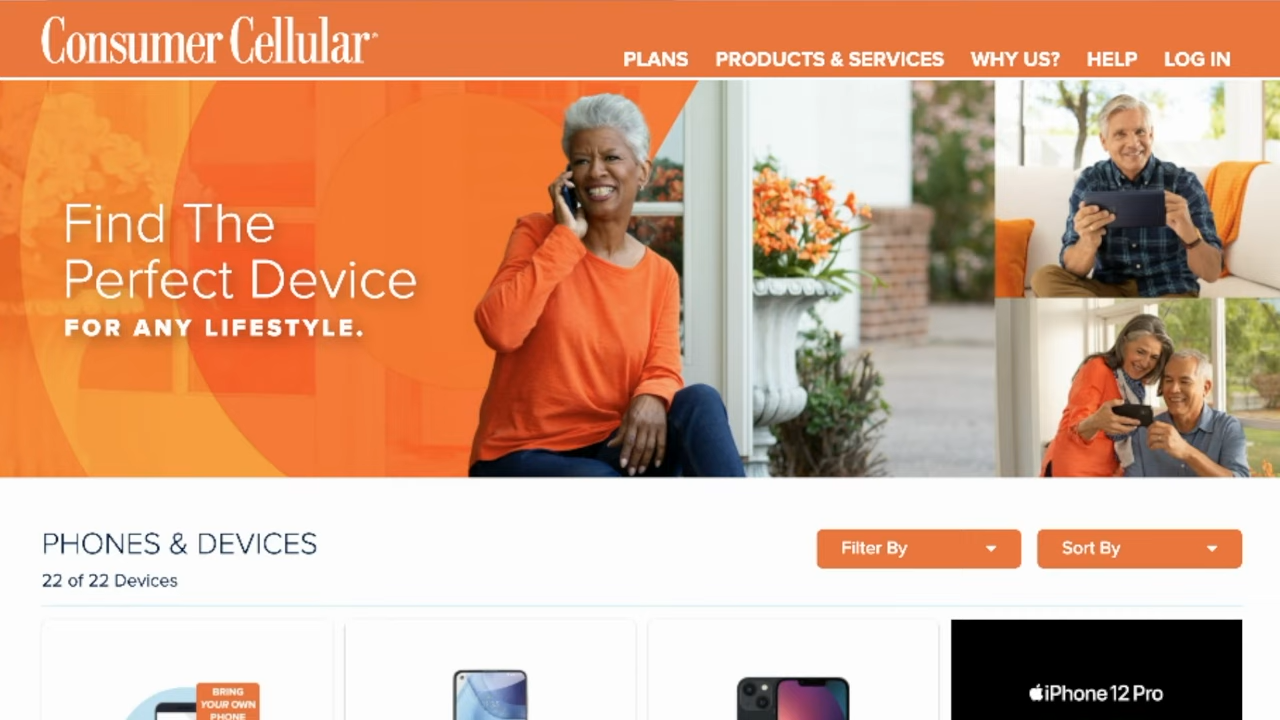 Consumer Cellular
PLANS PRODUCTS & SERVICES WHY US? HELP LOG IN
Find The
Perfect Device
FOR ANY LIFESTYLE.
PHONES & DEVICES
22 of 22 Devices
Filter By
Sort By
BRING
YOUR OWN
PHONE
iPhone 12 Pro